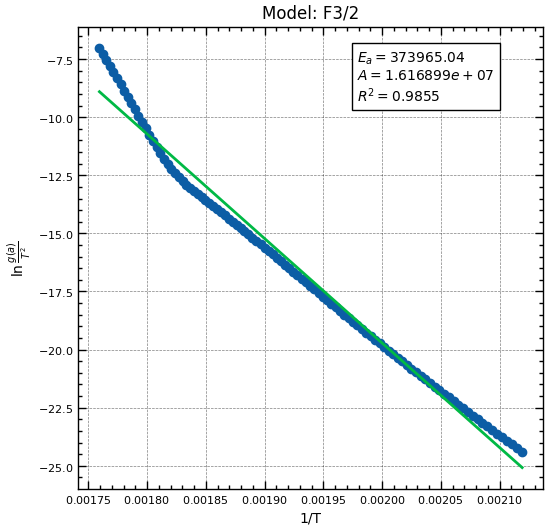 Model: F3/2
E_a = 373965.04
A = 1.616899e + 07
R² = 0.9855
ln g(a)/T²
−7.5
−10.0
−12.5
−15.0
−17.5
−20.0
−22.5
−25.0
0.00175 0.00180 0.00185 0.00190 0.00195 0.00200 0.00205 0.00210
1/T